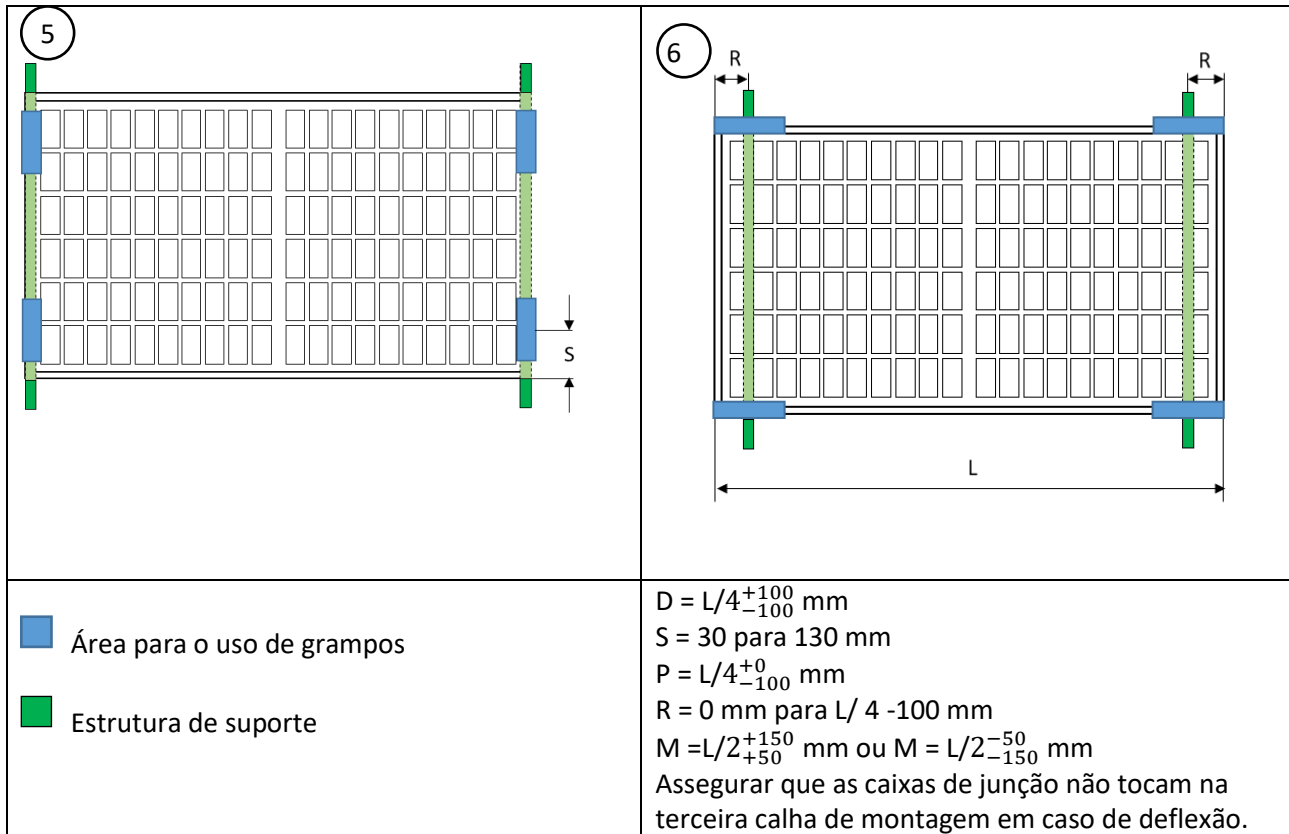 5
S
6
R R
L
Área para o uso de grampos
Estrutura de suporte
D = L/4 +100 -100 mm
S = 30 para 130 mm
P = L/4 +0 -100 mm
R = 0 mm para L/ 4 -100 mm
M =L/2 +150 +50 mm ou M = L/2 -50 -150 mm
Assegurar que as caixas de junção não tocam na
terceira calha de montagem em caso de deflexão.